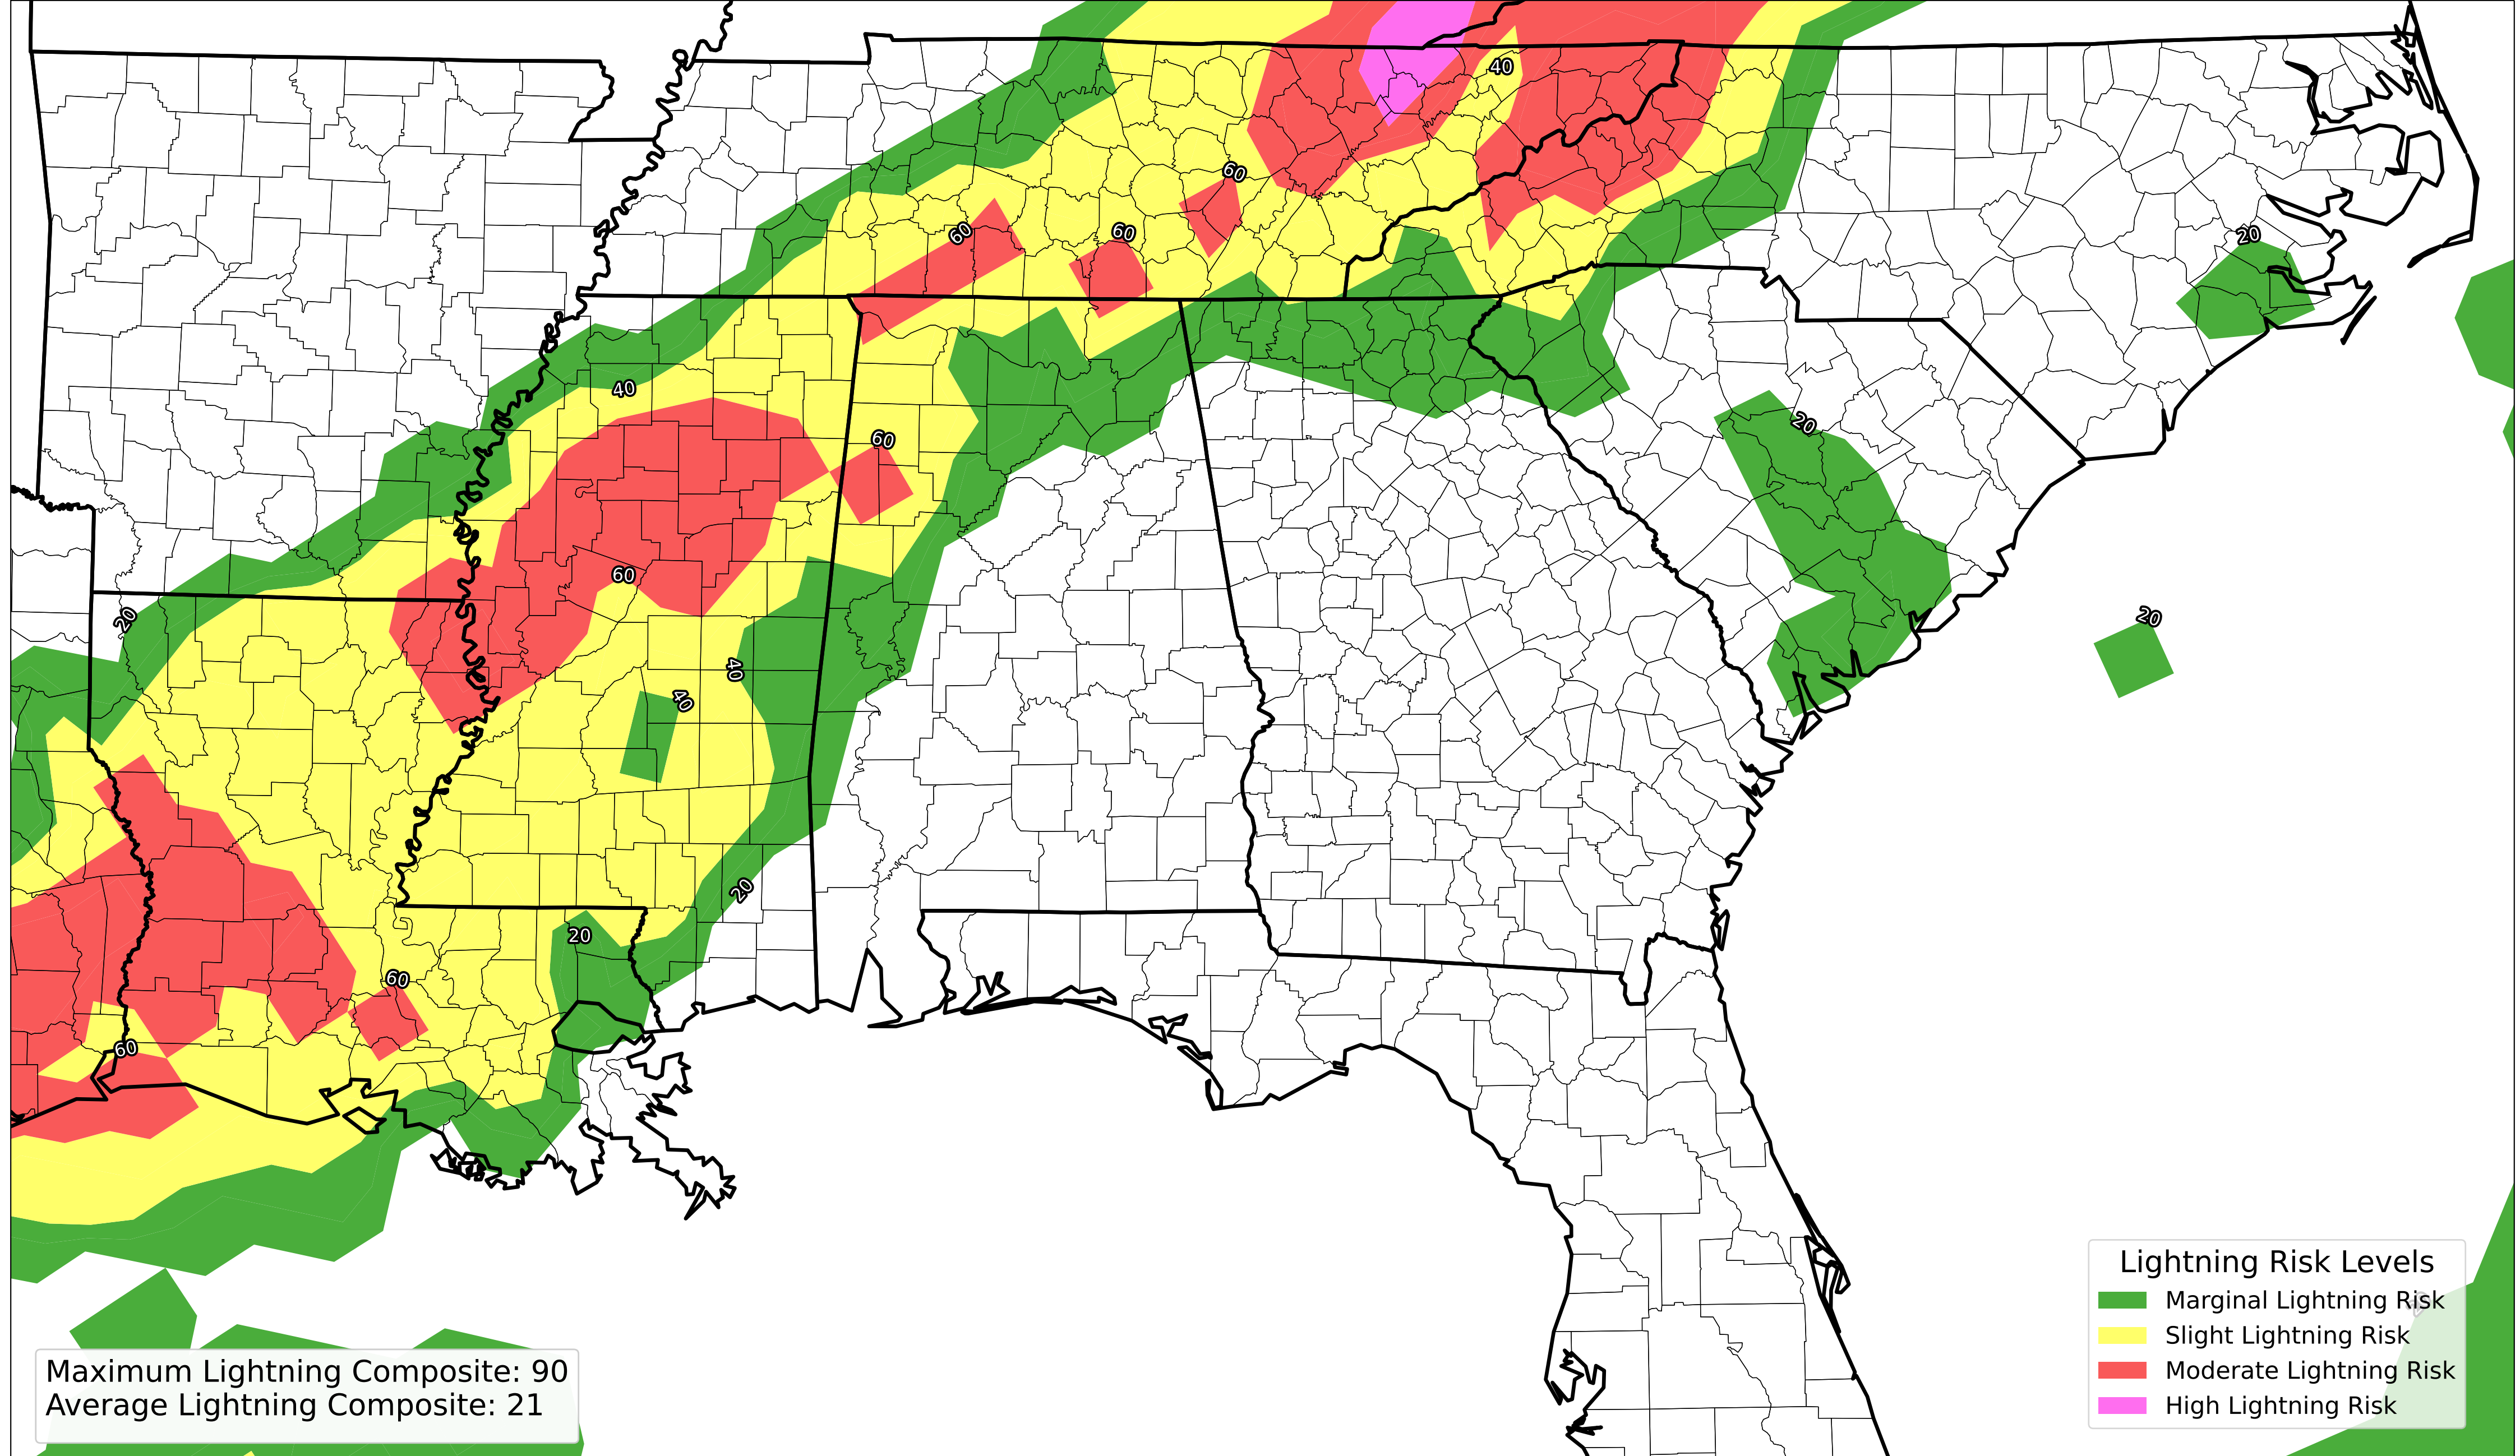 40
60
60
60
20
40
60
20
60
20
20
40
40
20
20
60
60
Maximum Lightning Composite: 90
Average Lightning Composite: 21
Lightning Risk Levels
Marginal Lightning Risk
Slight Lightning Risk
Moderate Lightning Risk
High Lightning Risk